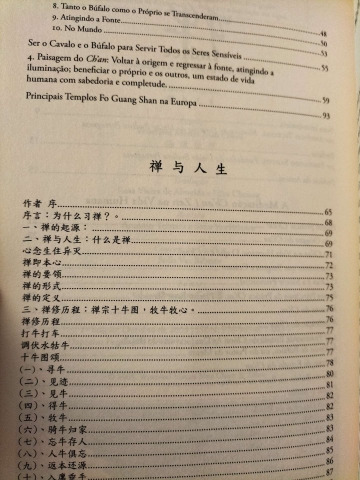 8. Tanto o Búfalo como o Próprio se Transcenderam 48
9. Atingindo a Fonte 50
10. No Mundo 53
Ser o Cavalo e o Búfalo para Servir Todos os Seres Sensíveis 55
4. Paisagem do Ch'an: Voltar à origem e regressar à fonte, atingindo a
iluminação; beneficiar o próprio e os outros, um estado de vida
humana com sabedoria e completude. 59
Principais Templos Fo Guang Shan na Europa 93
禅 与 人 生
作者 序 65
序言：为什么习禅？。 68
一、禅的起源： 69
二、禅与人生：什么是禅 69
心念生住异灭 71
禅即本心 72
禅的要领 73
禅的形式 73
禅的定义 76
三、禅修历程：禅宗十牛图，牧牛牧心。 76
禅修历程 76
打牛打车 77
调伏水牯牛 77
十牛图颂 77
(一)、寻牛 78
(二)、见迹 80
(三)、见牛 81
(四)、得牛 82
(五)、牧牛 82
(六)、骑牛归家 83
(七)、忘牛存人 84
(八)、人牛俱忘 85
(九)、返本还源 86
(十)、入廛垂手 87